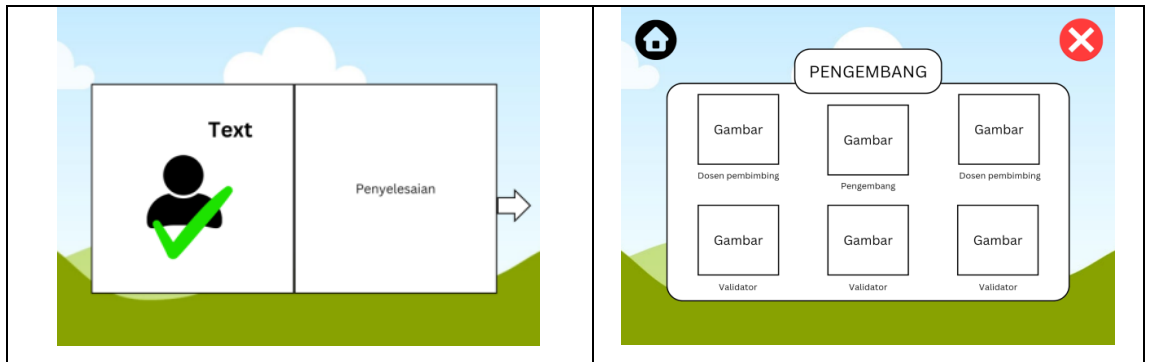 Text
Penyelesaian
PENGEMBANG
Gambar
Gambar
Gambar
Dosen pembimbing
Pengembang
Dosen pembimbing
Gambar
Gambar
Gambar
Validator
Validator
Validator